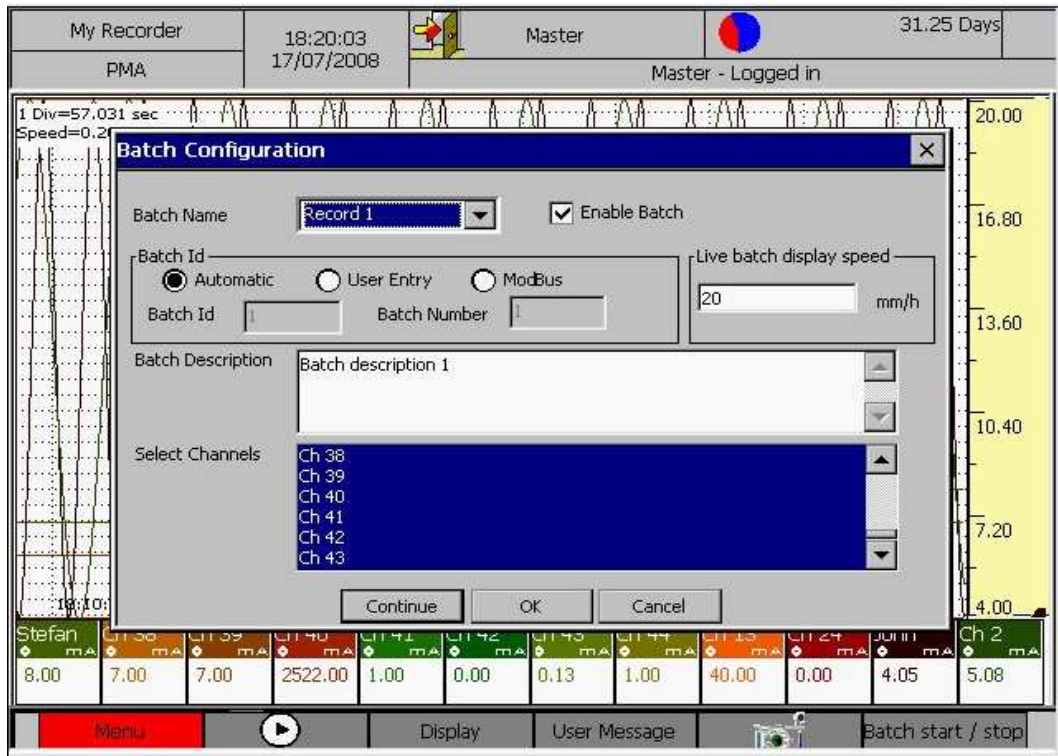 My Recorder
PMA
18:20:03
17/07/2008
Master
31.25 Days
Master - Logged in
1 Div=57.031 sec
Speed=0.2
20.00
16.80
13.60
10.40
7.20
4.00
Batch Configuration
Batch Name
Record 1
Enable Batch
Batch Id
Automatic
User Entry
ModBus
Batch Id
1
Batch Number
1
Live batch display speed
20
mm/h
Batch Description
Batch description 1
Select Channels
Ch 38
Ch 39
Ch 40
Ch 41
Ch 42
Ch 43
Continue
OK
Cancel
18:10:
Stefan Ch 38 Ch 39 Ch 40 Ch 41 Ch 42 Ch 43 Ch 44 Ch 13 Ch 24 John Ch 2
mA mA mA mA mA mA mA mA mA mA mA mA
8.00 7.00 7.00 2522.00 1.00 0.00 0.13 1.00 40.00 0.00 4.05 5.08
Menu
Display
User Message
Batch start / stop